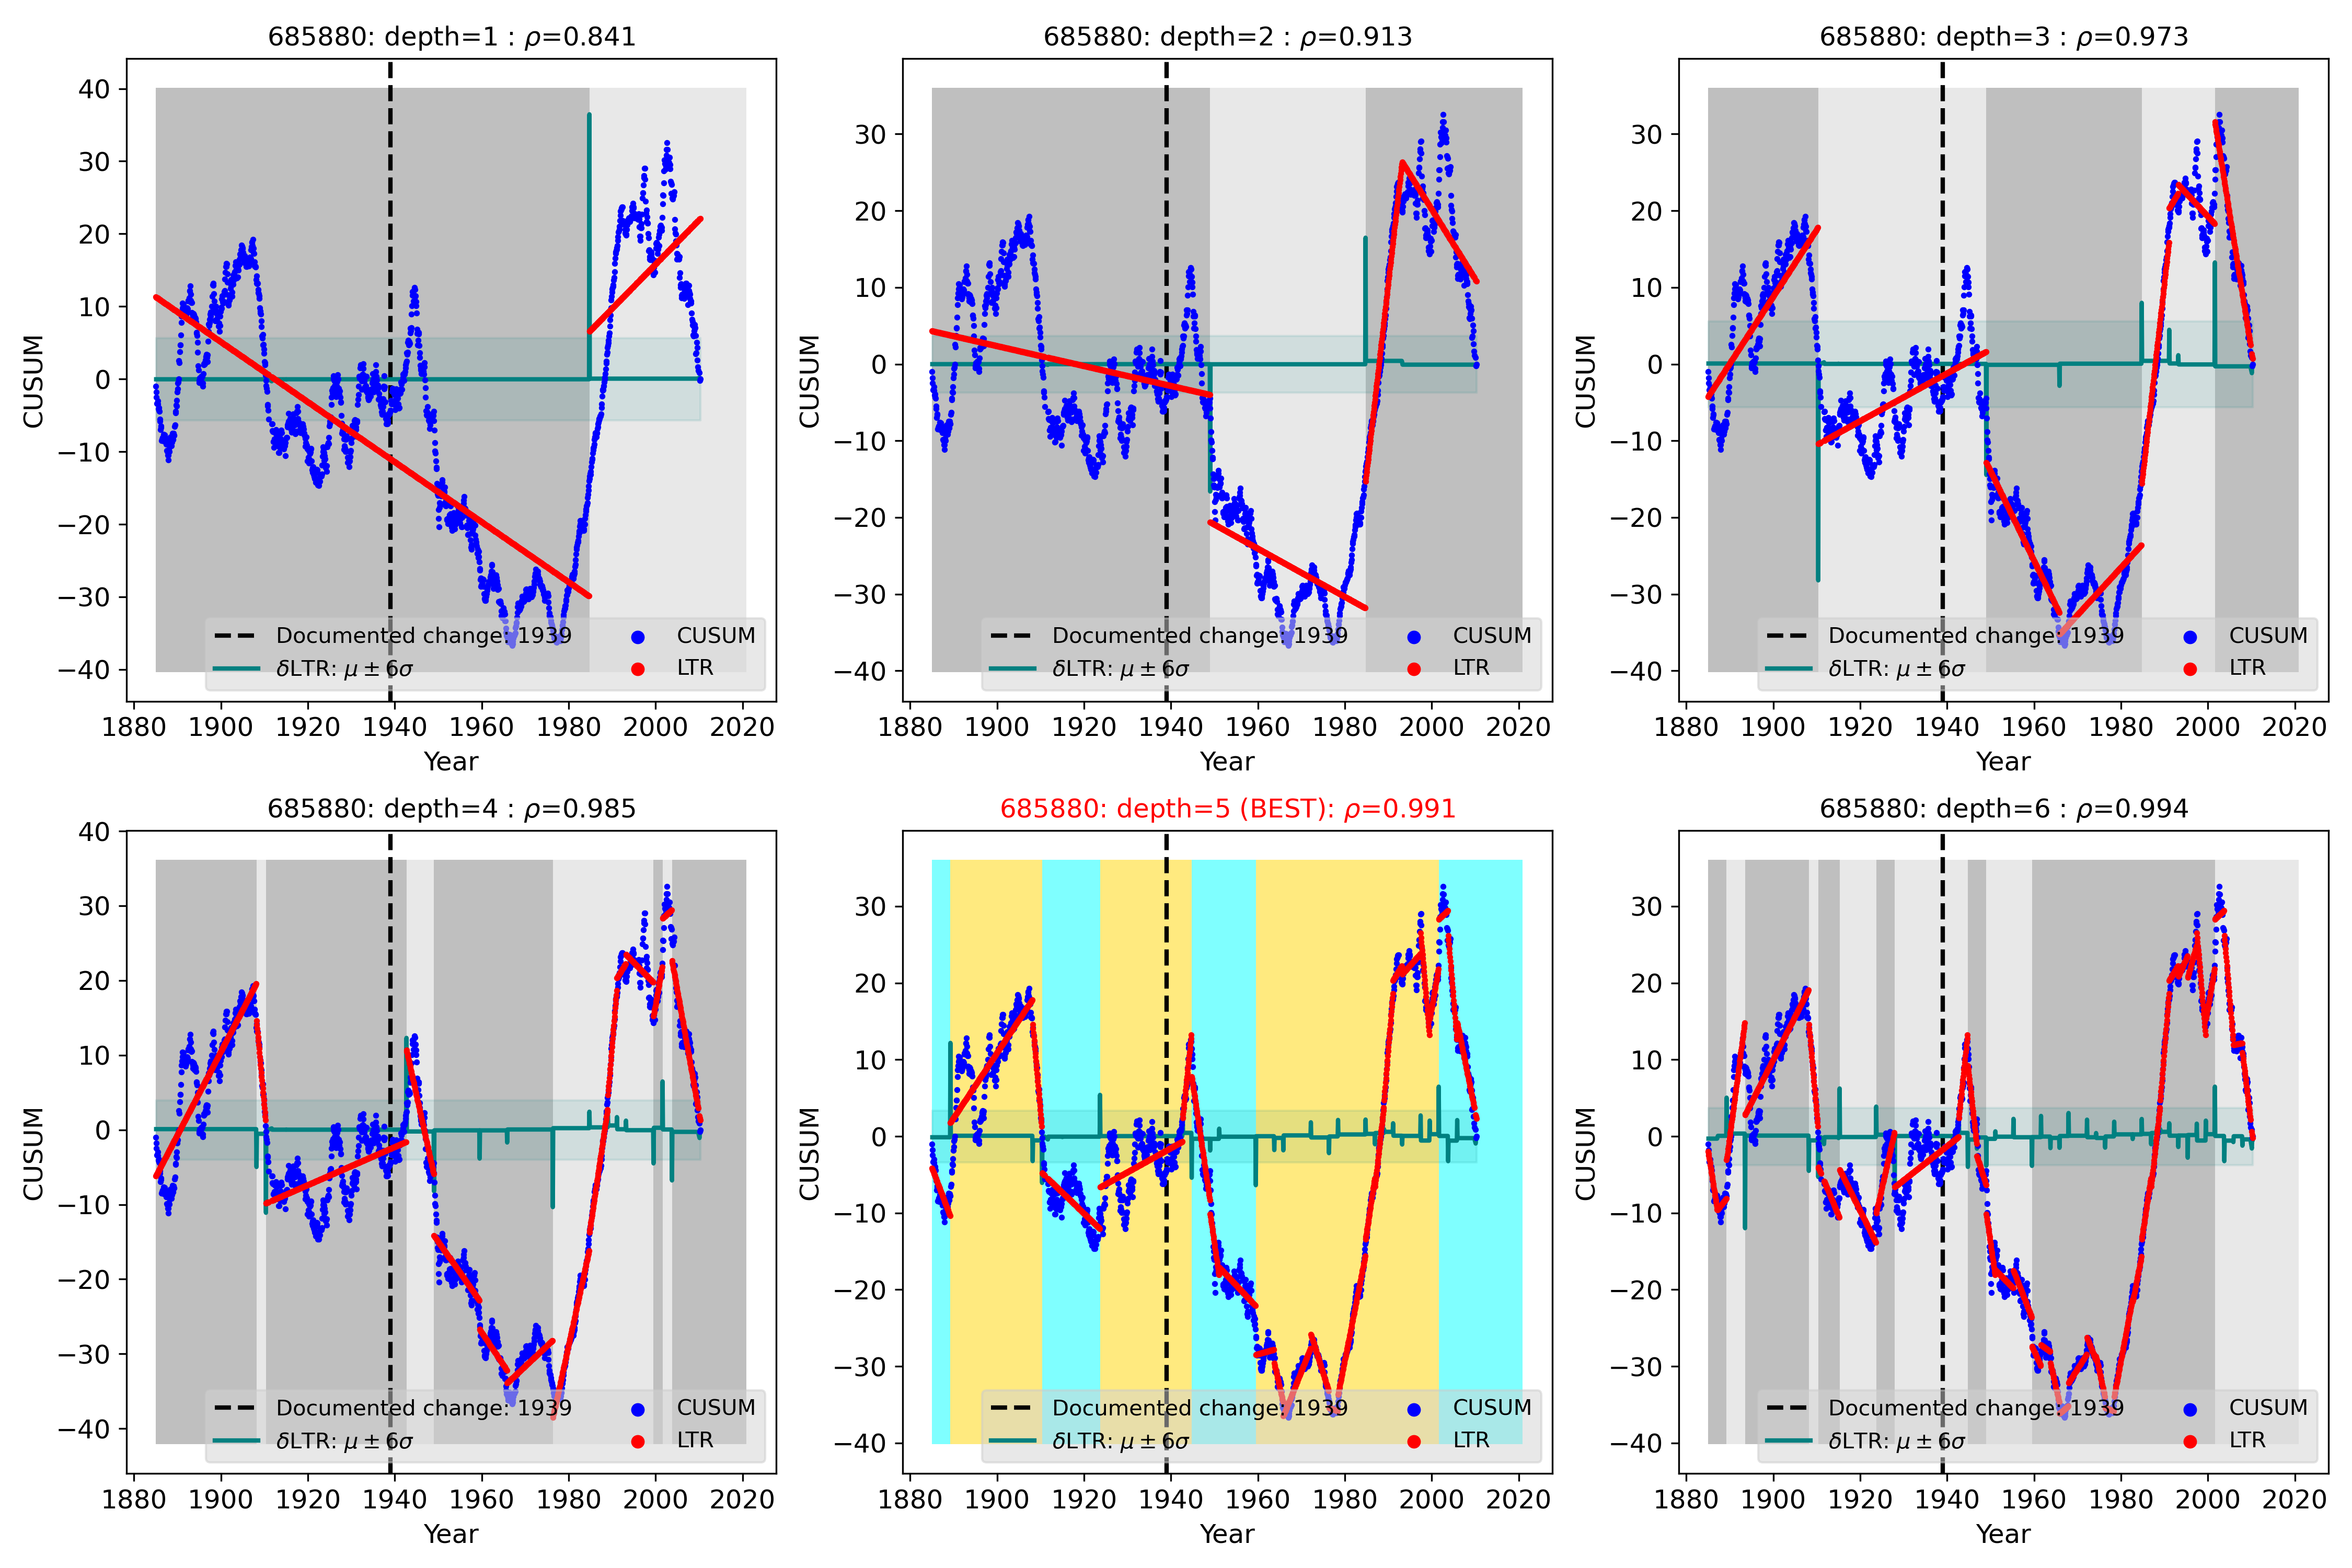 685880: depth=1 : ρ=0.841
CUSUM
40
30
20
10
0
−10
−20
−30
−40
Documented change: 1939
δLTR: μ ± 6σ
CUSUM
LTR
1880 1900 1920 1940 1960 1980 2000 2020
Year
685880: depth=2 : ρ=0.913
CUSUM
30
20
10
0
−10
−20
−30
−40
Documented change: 1939
δLTR: μ ± 6σ
CUSUM
LTR
1880 1900 1920 1940 1960 1980 2000 2020
Year
685880: depth=3 : ρ=0.973
CUSUM
30
20
10
0
−10
−20
−30
−40
Documented change: 1939
δLTR: μ ± 6σ
CUSUM
LTR
1880 1900 1920 1940 1960 1980 2000 2020
Year
685880: depth=4 : ρ=0.985
CUSUM
40
30
20
10
0
−10
−20
−30
−40
Documented change: 1939
δLTR: μ ± 6σ
CUSUM
LTR
1880 1900 1920 1940 1960 1980 2000 2020
Year
685880: depth=5 (BEST): ρ=0.991
CUSUM
30
20
10
0
−10
−20
−30
−40
Documented change: 1939
δLTR: μ ± 6σ
CUSUM
LTR
1880 1900 1920 1940 1960 1980 2000 2020
Year
685880: depth=6 : ρ=0.994
CUSUM
30
20
10
0
−10
−20
−30
−40
Documented change: 1939
δLTR: μ ± 6σ
CUSUM
LTR
1880 1900 1920 1940 1960 1980 2000 2020
Year